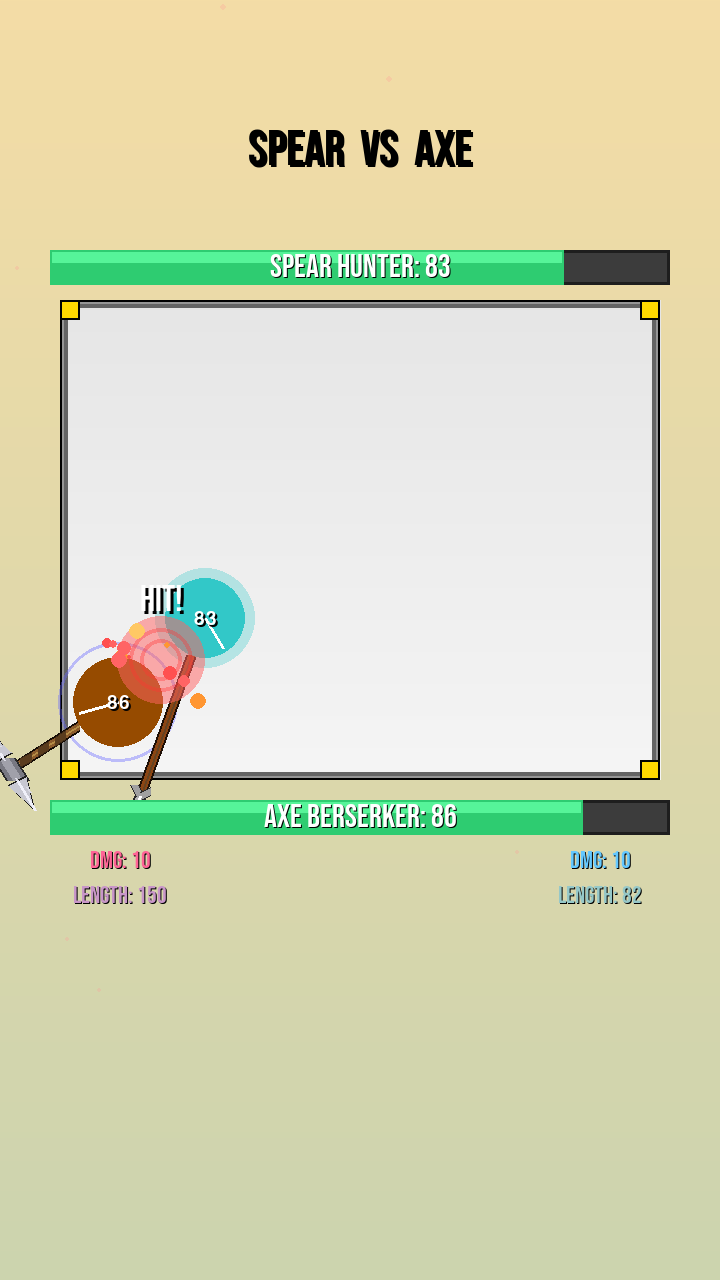 SPEAR VS AXE
SPEAR HUNTER: 83
HIT!
83
86
AXE BERSERKER: 86
DMG: 10
DMG: 10
LENGTH: 150
LENGTH: 82